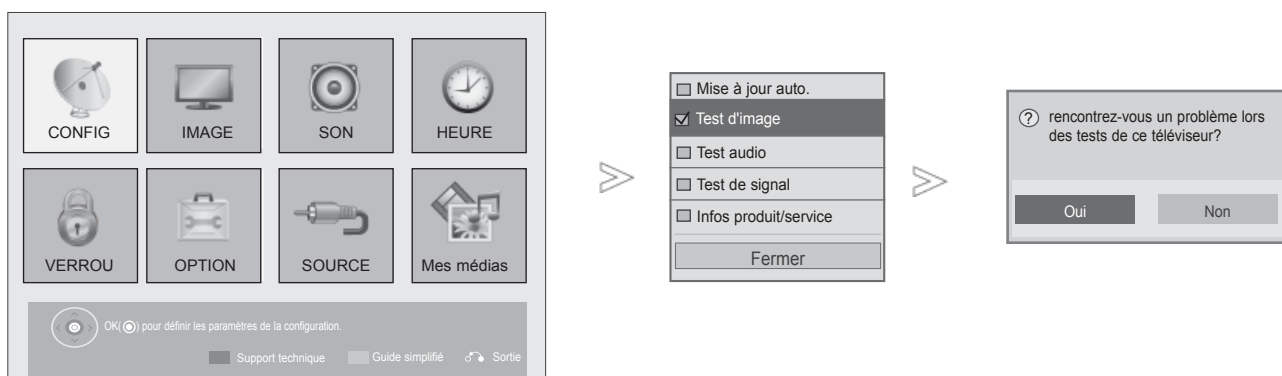 CONFIG
IMAGE
SON
HEURE
VERROU
OPTION
SOURCE
Mes médias
OK(◉) pour définir les paramètres de la configuration.
Support technique
Guide simplifié
Sortie
Mise à jour auto.
Test d'image
Test audio
Test de signal
Infos produit/service
Fermer
? rencontrez-vous un problème lors
des tests de ce téléviseur?
Oui
Non